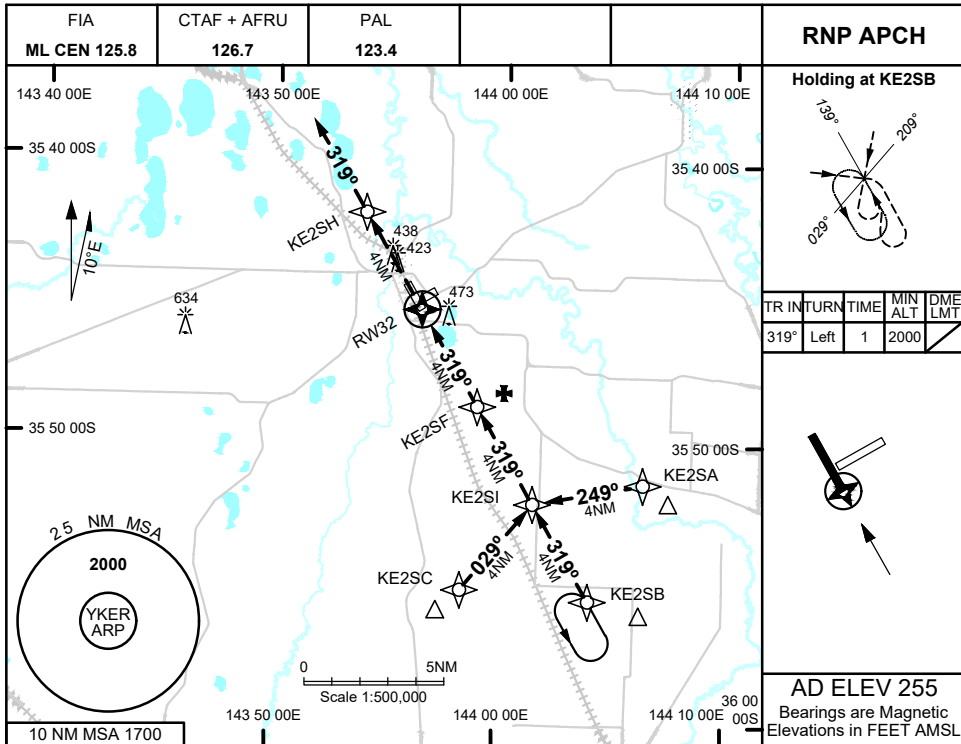 FIA
ML CEN 125.8
CTAF + AFRU
126.7
PAL
123.4
RNP APCH
143 40 00E
143 50 00E
144 00 00E
144 10 00E
35 40 00S
35 40 00S
319°
KE2SH
4NM
438
423
10°E
634
473
RW32
319°
4NM
KE2SF
35 50 00S
35 50 00S
319°
4NM
KE2SI
KE2SA
249°
4NM
029°
4NM
KE2SC
319°
4NM
KE2SB
25 NM MSA
2000
YKER
ARP
0 5NM
Scale 1:500,000
143 50 00E
144 00 00E
144 10 00E
36 00
00S
10 NM MSA 1700
Holding at KE2SB
139°
209°
029°
TR IN TURN TIME MIN ALT DME LMT
319° Left 1 2000
AD ELEV 255
Bearings are Magnetic
Elevations in FEET AMSL